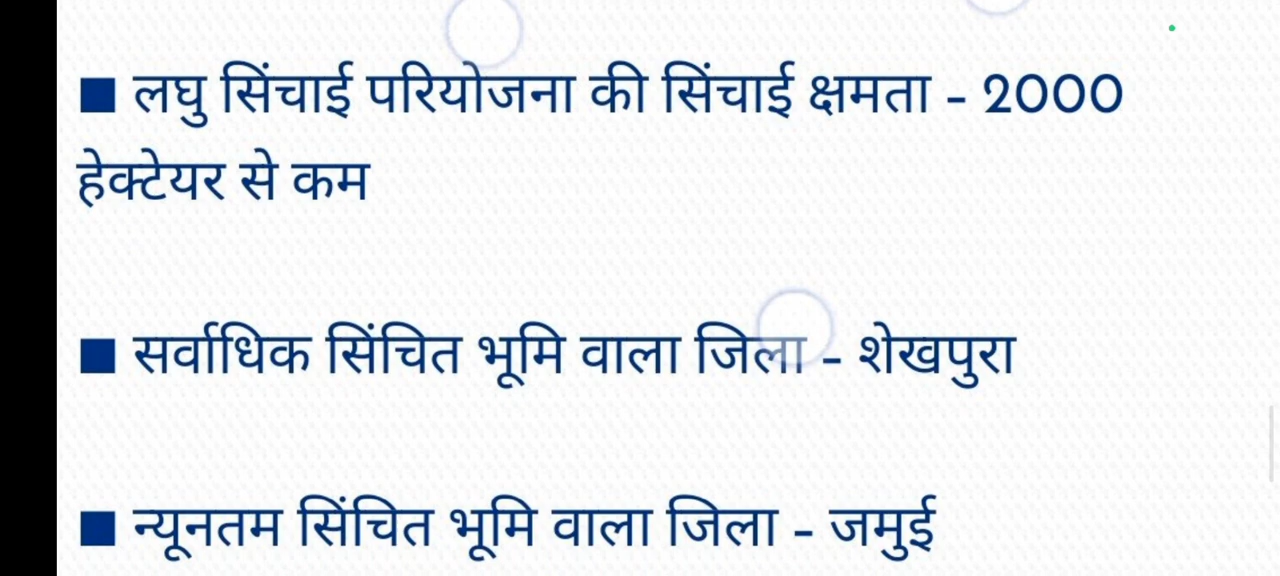 ■ लघु सिंचाई परियोजना की सिंचाई क्षमता – 2000
हेक्टेयर से कम
■ सर्वाधिक सिंचित भूमि वाला जिला – शेखपुरा
■ न्यूनतम सिंचित भूमि वाला जिला – जमुई